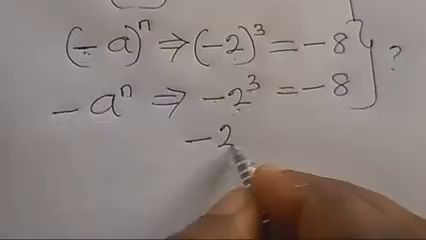 (-a)ⁿ ⇒ (-2)³ = -8
-aⁿ ⇒ -2³ = -8 } ?
-2